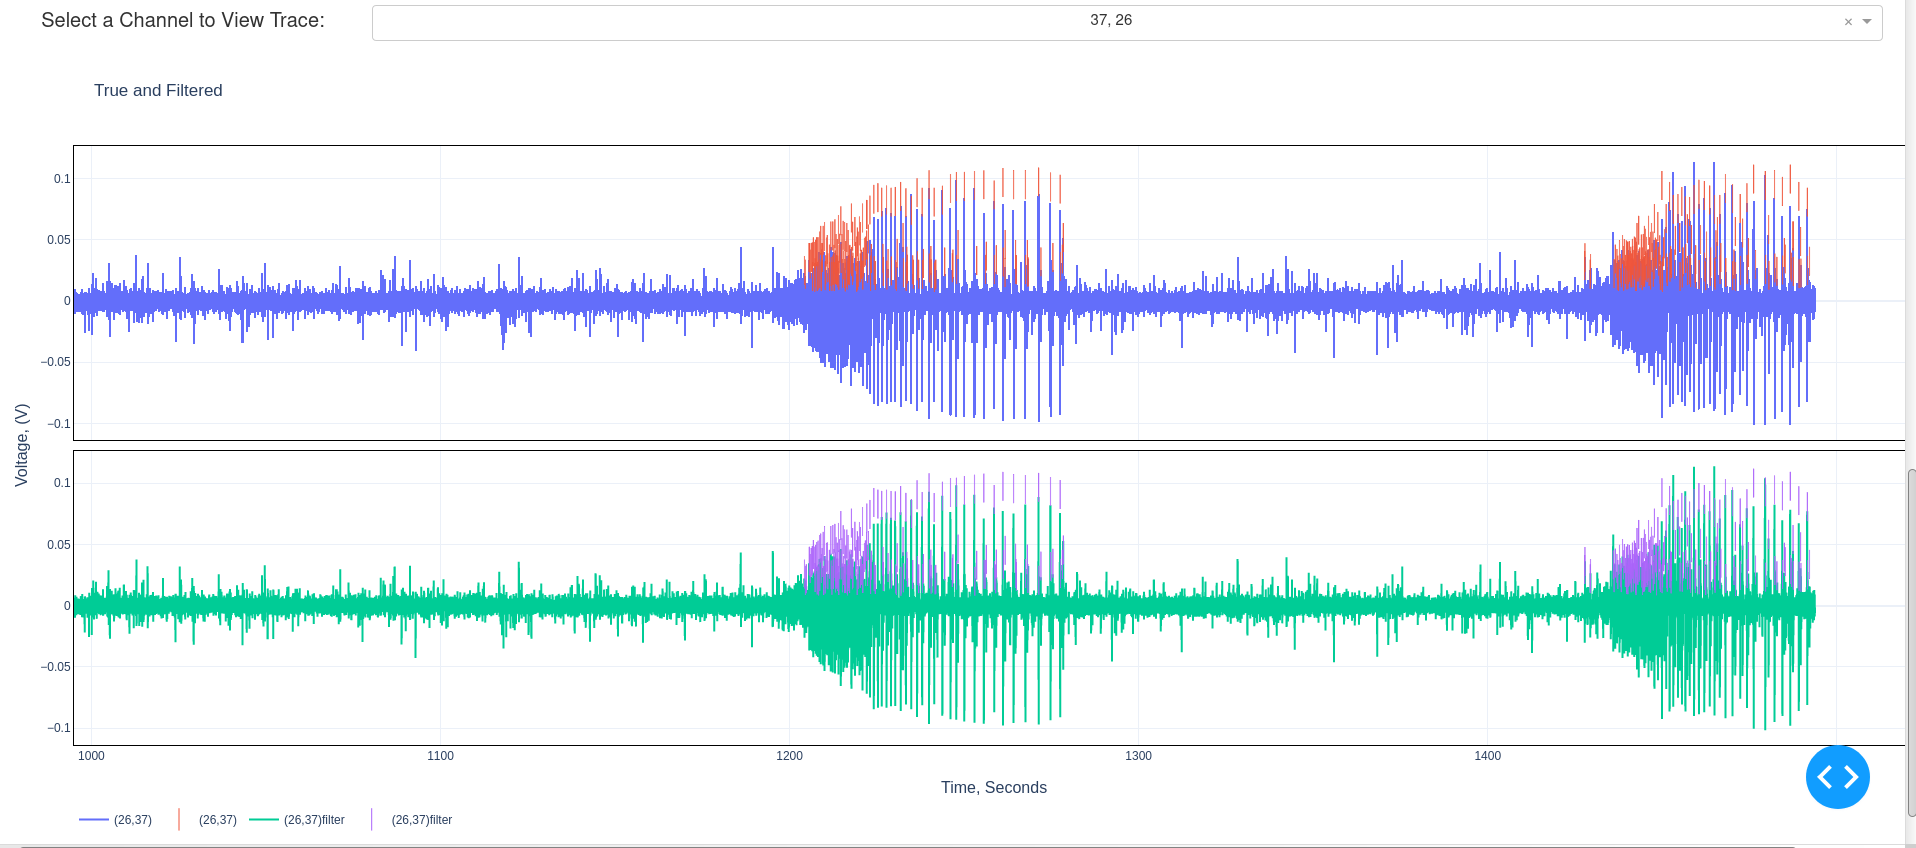 Select a Channel to View Trace:
37, 26
× 
True and Filtered
0.1
0.05
0
−0.05
−0.1
Voltage, (V)
0.1
0.05
0
−0.05
−0.1
1000 1100 1200 1300 1400
Time, Seconds
(26,37) (26,37) (26,37)filter (26,37)filter